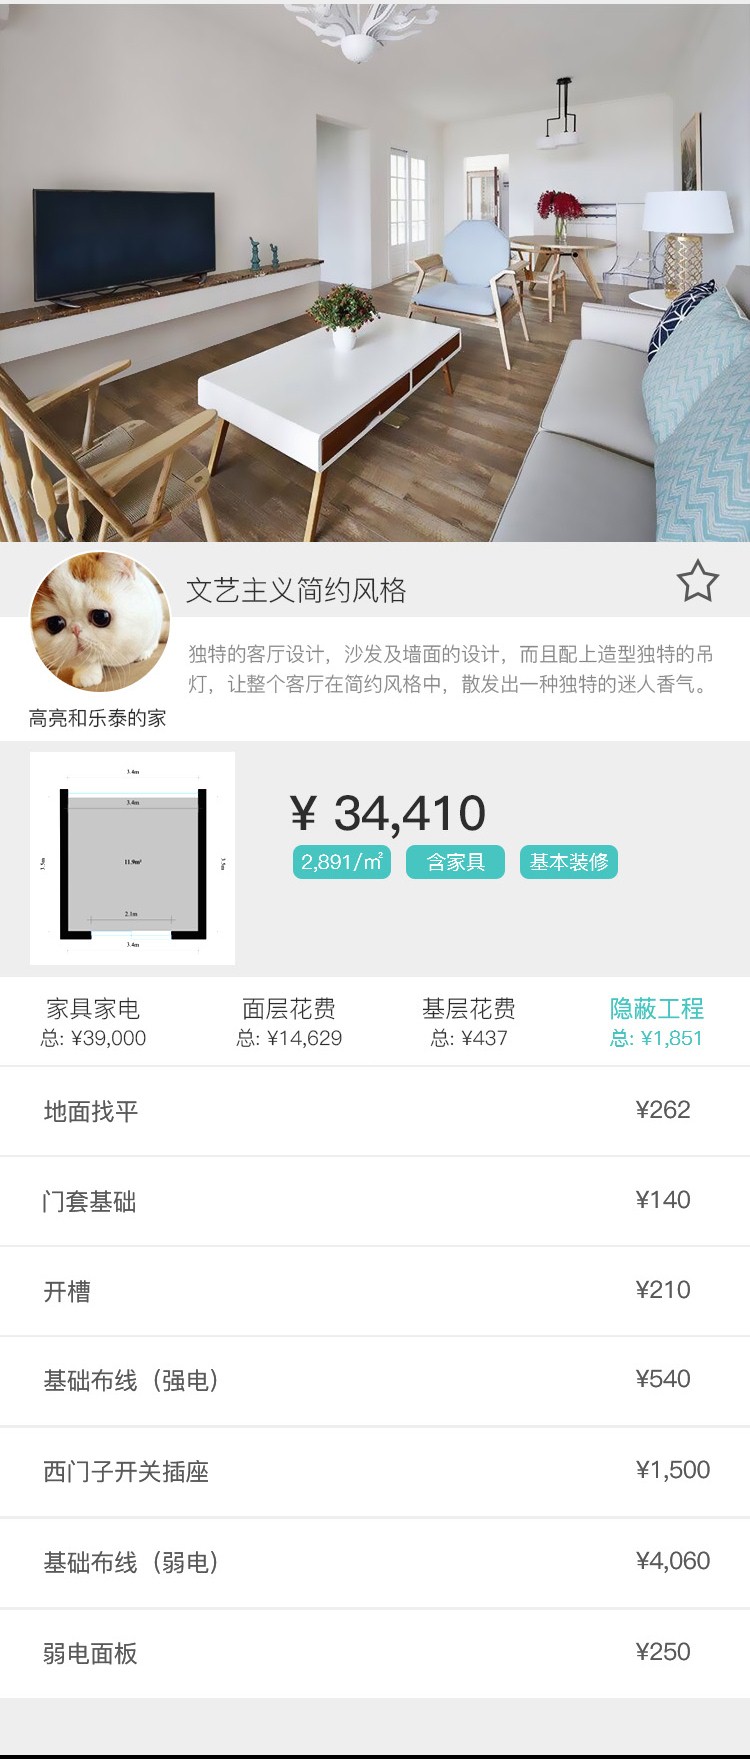 文艺主义简约风格
独特的客厅设计，沙发及墙面的设计，而且配上造型独特的吊
灯，让整个客厅在简约风格中，散发出一种独特的迷人香气。
高亮和乐泰的家
3.4m
3.4m
3.5m
11.9m²
3.5m
2.1m
3.4m
¥ 34,410
2,891/㎡
含家具
基本装修
家具家电
总: ¥39,000
面层花费
总: ¥14,629
基层花费
总: ¥437
隐蔽工程
总: ¥1,851
地面找平 ¥262
门套基础 ¥140
开槽 ¥210
基础布线（强电） ¥540
西门子开关插座 ¥1,500
基础布线（弱电） ¥4,060
弱电面板 ¥250